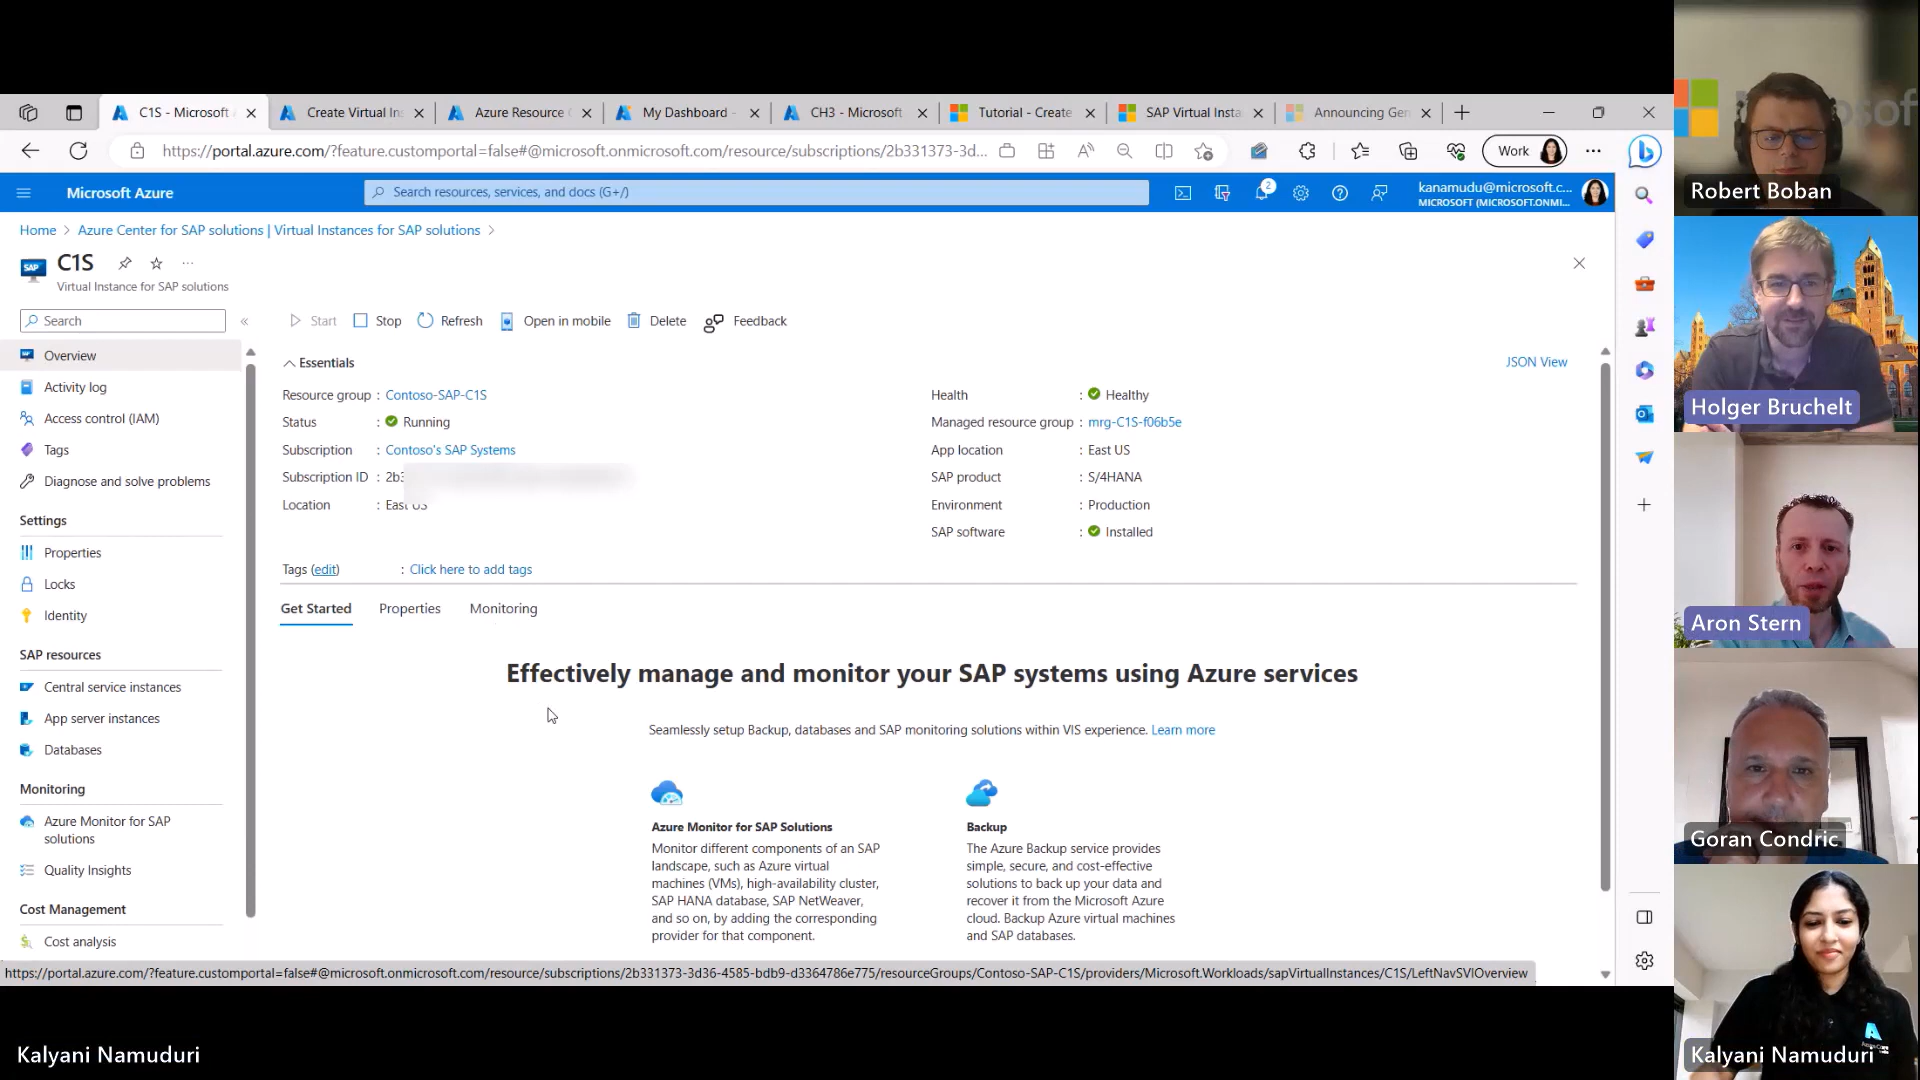 C1S - Microsoft A
Create Virtual In
Azure Resource
My Dashboard -
CH3 - Microsoft
Tutorial - Create
SAP Virtual Insta
Announcing Gen
https://portal.azure.com/?feature.customportal=false#@microsoft.onmicrosoft.com/resource/subscriptions/2b331373-3d...
Work
Microsoft Azure
Search resources, services, and docs (G+/)
2
kanamudu@microsoft.c...
MICROSOFT (MICROSOFT.ONMI...
Home > Azure Center for SAP solutions | Virtual Instances for SAP solutions >
SAP
C1S
...
Virtual Instance for SAP solutions
Search
Overview
Activity log
Access control (IAM)
Tags
Diagnose and solve problems
Settings
Properties
Locks
Identity
SAP resources
Central service instances
App server instances
Databases
Monitoring
Azure Monitor for SAP
solutions
Quality Insights
Cost Management
Cost analysis
Start
Stop
Refresh
Open in mobile
Delete
Feedback
Essentials
JSON View
Resource group : Contoso-SAP-C1S
Status : Running
Subscription : Contoso's SAP Systems
Subscription ID : 2b3
Location : East US
Health : Healthy
Managed resource group : mrg-C1S-f06b5e
App location : East US
SAP product : S/4HANA
Environment : Production
SAP software : Installed
Tags (edit) : Click here to add tags
Get Started
Properties
Monitoring
Effectively manage and monitor your SAP systems using Azure services
Seamlessly setup Backup, databases and SAP monitoring solutions within VIS experience. Learn more
Azure Monitor for SAP Solutions
Monitor different components of an SAP
landscape, such as Azure virtual
machines (VMs), high-availability cluster,
SAP HANA database, SAP NetWeaver,
and so on, by adding the corresponding
provider for that component.
Backup
The Azure Backup service provides
simple, secure, and cost-effective
solutions to back up your data and
recover it from the Microsoft Azure
cloud. Backup Azure virtual machines
and SAP databases.
https://portal.azure.com/?feature.customportal=false#@microsoft.onmicrosoft.com/resource/subscriptions/2b331373-3d36-4585-bdb9-d3364786e775/resourceGroups/Contoso-SAP-C1S/providers/Microsoft.Workloads/sapVirtualInstances/C1S/LeftNavSVIOverview
Kalyani Namuduri
Robert Boban
Holger Bruchelt
Aron Stern
Goran Condric
Kalyani Namuduri